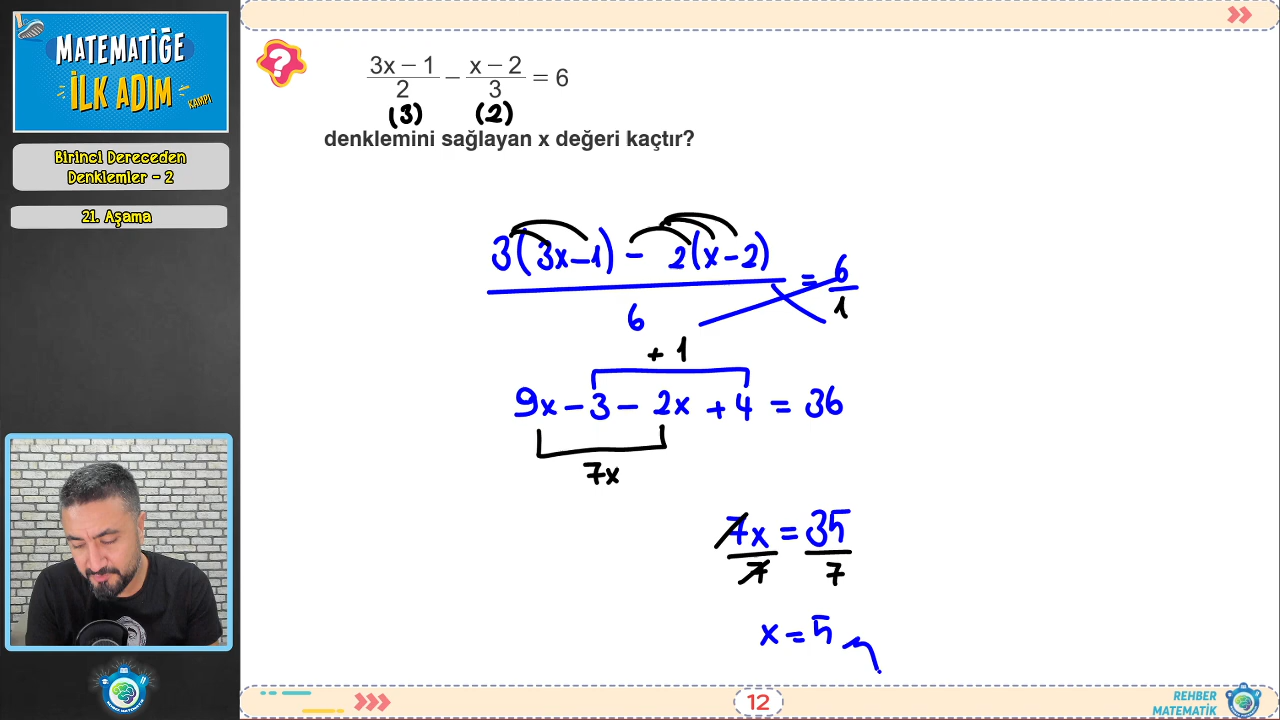 MATEMATİĞE
İLK ADIM
KAMPI
Birinci Dereceden
Denklemler - 2
21. Aşama
?
3x − 1 / 2 − x − 2 / 3 = 6
(3) (2)
denklemini sağlayan x değeri kaçtır?
3(3x−1) − 2(x−2) / 6 = 6 / 1
+ 1
9x − 3 − 2x + 4 = 36
7x
7x / 7 = 35 / 7
x = 5
12
REHBER MATEMATİK
REHBER
MATEMATİK